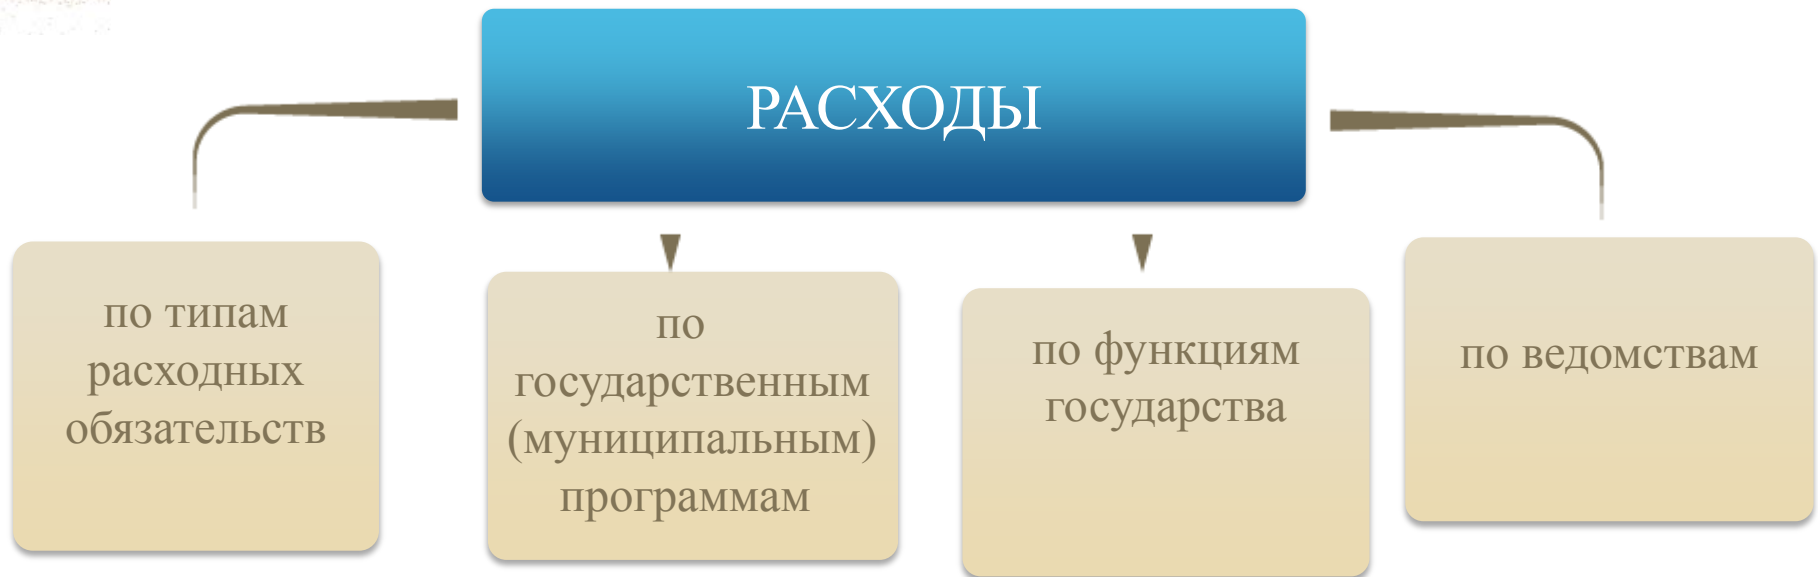 РАСХОДЫ
по типам
расходных
обязательств
по
государственным
(муниципальным)
программам
по функциям
государства
по ведомствам